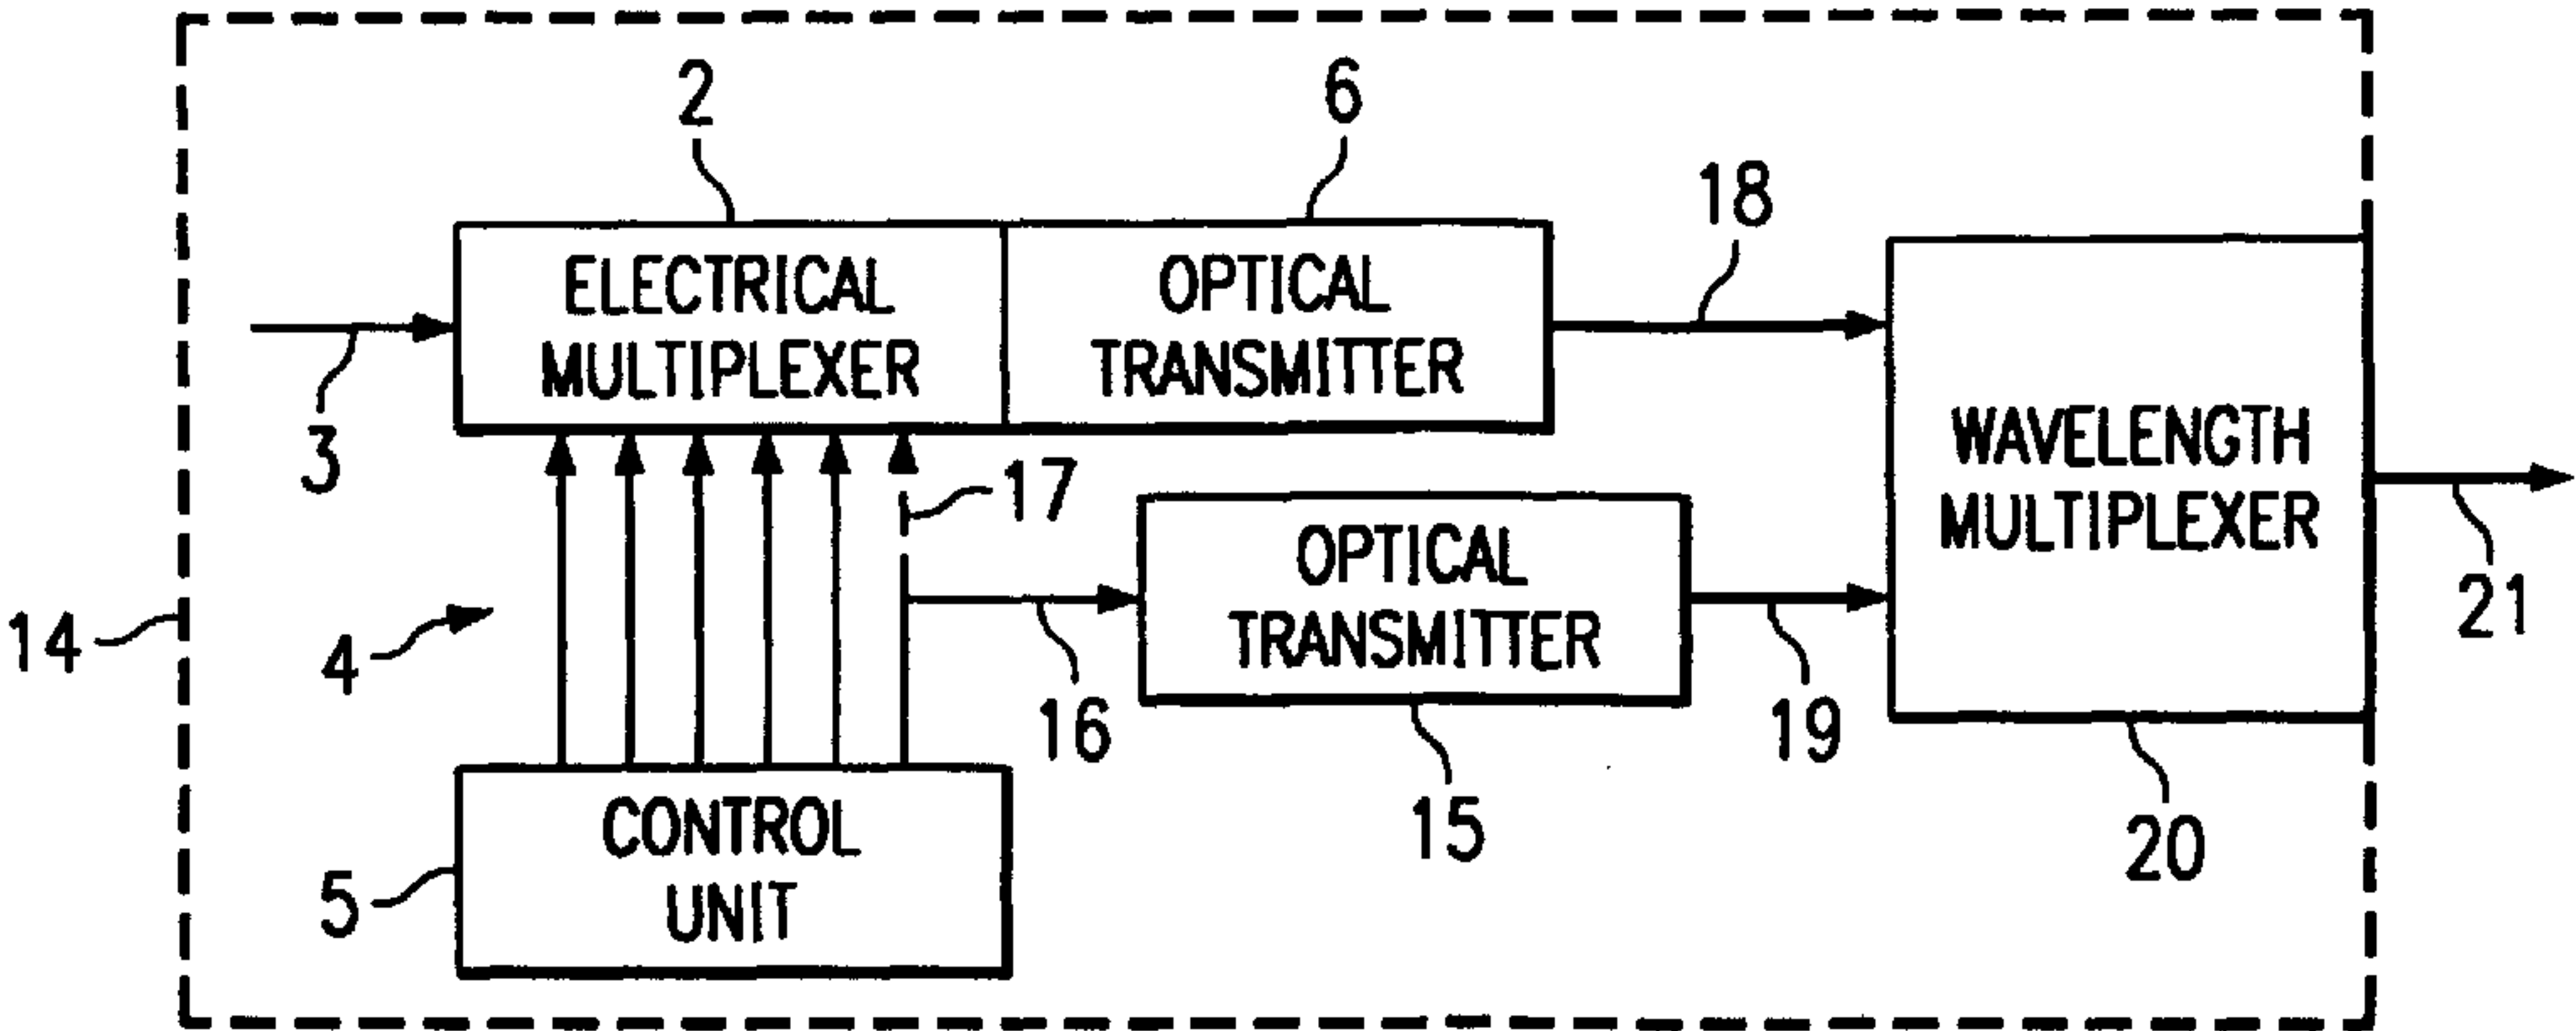 2
6
18
ELECTRICAL
MULTIPLEXER
OPTICAL
TRANSMITTER
3
17
WAVELENGTH
MULTIPLEXER
OPTICAL
TRANSMITTER
21
14
4
16
19
15
20
CONTROL
UNIT
5